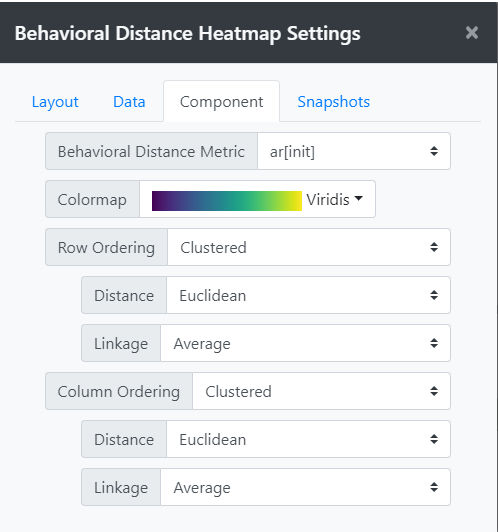 Behavioral Distance Heatmap Settings ×
Layout Data Component Snapshots
Behavioral Distance Metric ar[init]
Colormap Viridis
Row Ordering Clustered
Distance Euclidean
Linkage Average
Column Ordering Clustered
Distance Euclidean
Linkage Average